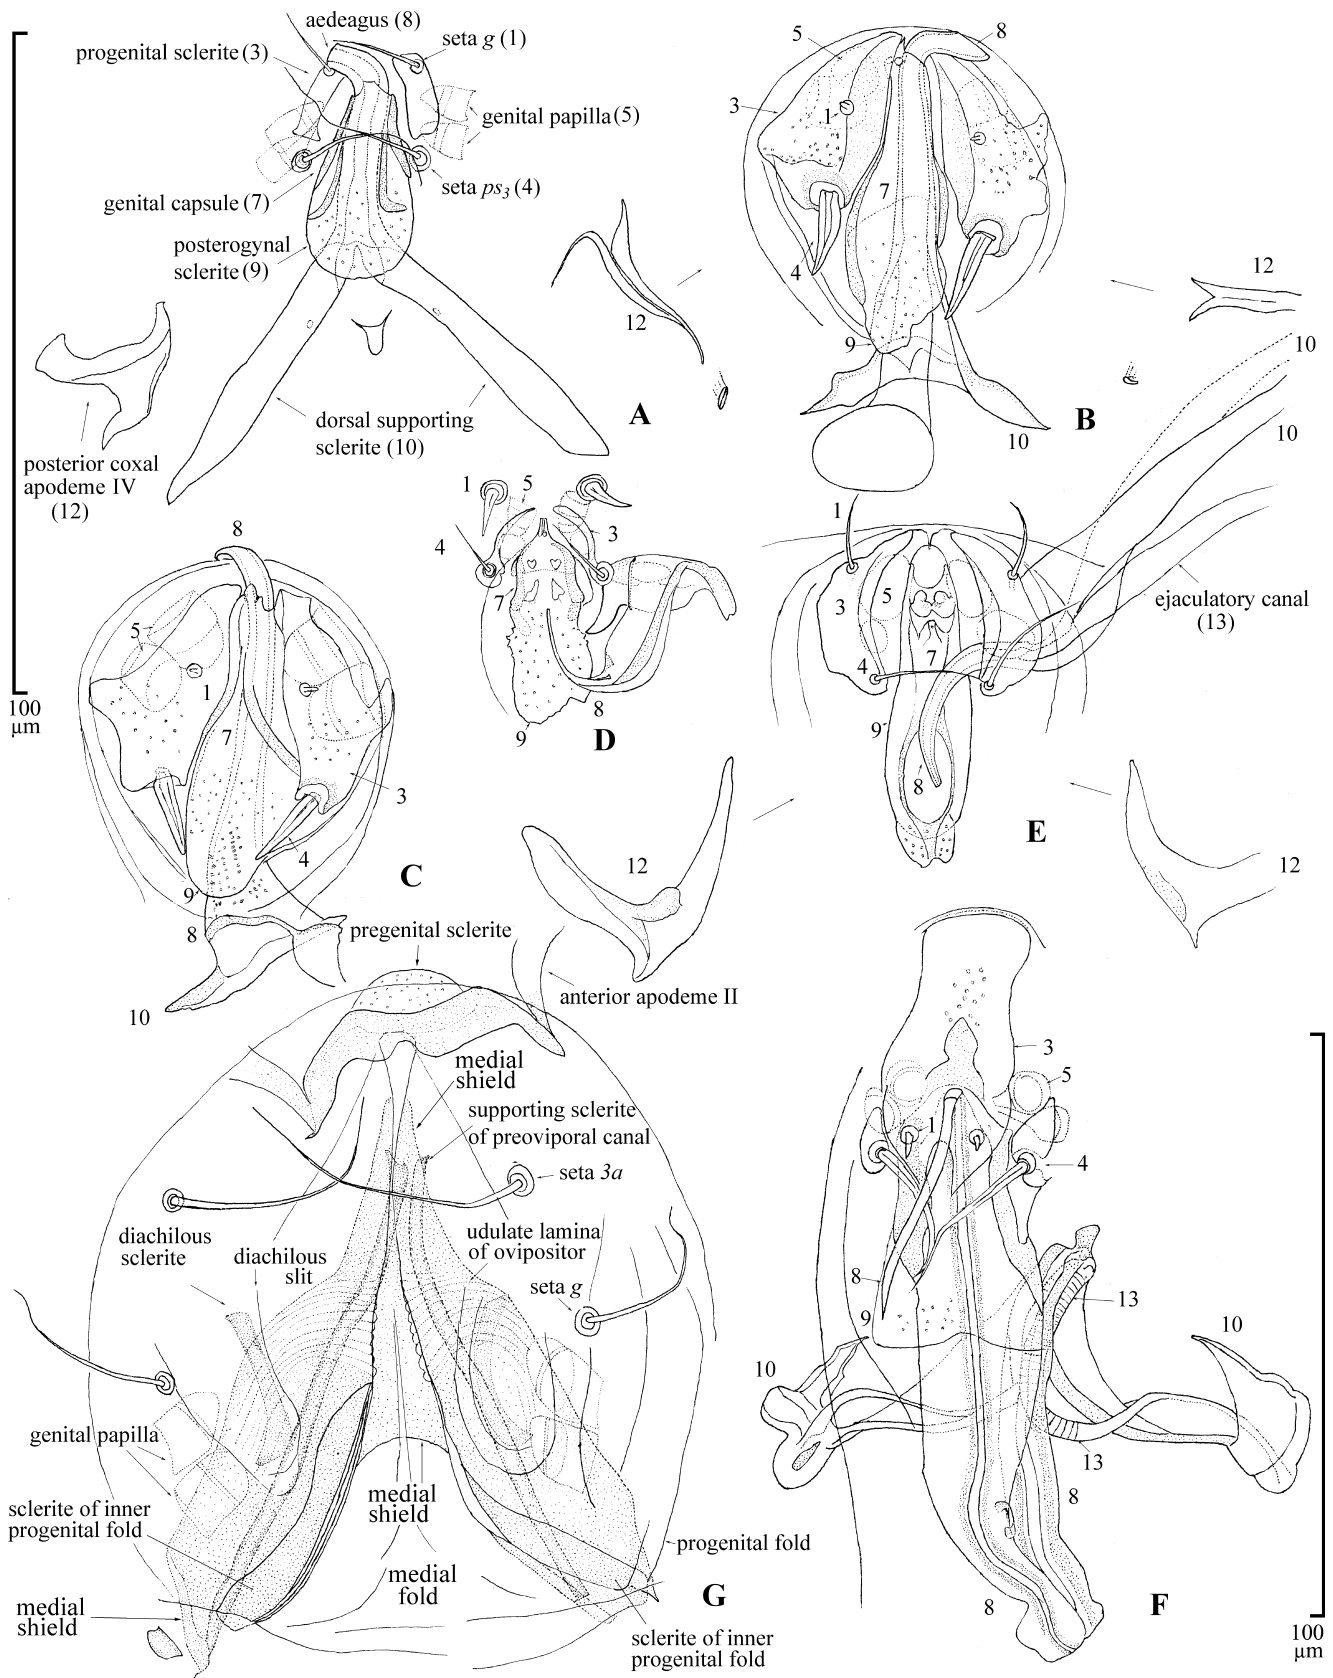 aedeagus (8)
progenital sclerite (3)
seta g (1)
genital papilla (5)
seta ps3 (4)
genital capsule (7)
posterogynal
sclerite (9)
12
dorsal supporting
sclerite (10)
posterior coxal
apodeme IV
(12)
A
100
µm
5
8
3
1
7
4
9
10
12
B
10
10
1
5
4
3
7
8
9
D
1
3
5
4
7
9
8
ejaculatory canal
(13)
E
12
12
8
5
1
7
3
4
9
8
10
C
pregenital sclerite
anterior apodeme II
medial
shield
supporting sclerite
of preoviporal canal
seta 3a
diachilous
sclerite
diachilous
slit
udulate lamina
of ovipositor
seta g
genital papilla
sclerite of inner
progenital fold
medial
shield
medial
shield
medial
fold
progenital fold
sclerite of inner
progenital fold
G
3
5
1
4
8
9
13
10
10
13
8
8
F
100
µm